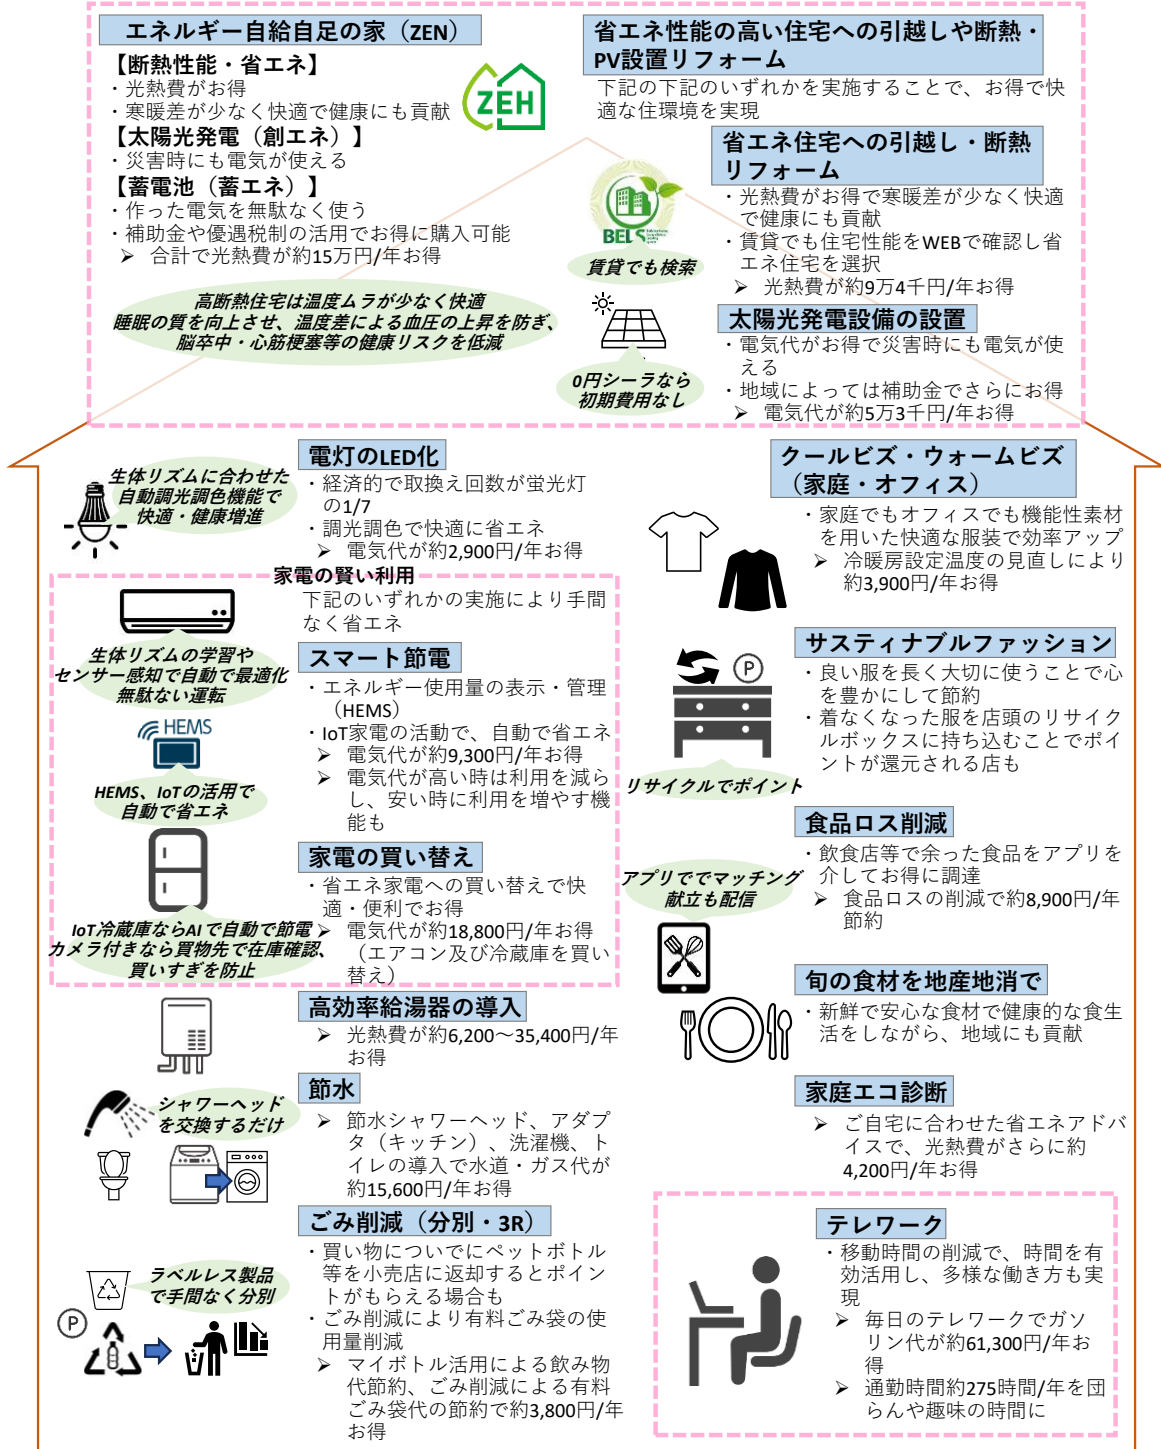 エネルギー自給自足の家（ZEN）
【断熱性能・省エネ】
・光熱費がお得
・寒暖差が少なく快適で健康にも貢献
【太陽光発電（創エネ）】
・災害時にも電気が使える
【蓄電池（蓄エネ）】
・作った電気を無駄なく使う
・補助金や優遇税制の活用でお得に購入可能
➢ 合計で光熱費が約15万円/年お得
ZEH
高断熱住宅は温度ムラが少なく快適
睡眠の質を向上させ、温度差による血圧の上昇を防ぎ、
脳卒中・心筋梗塞等の健康リスクを低減
省エネ性能の高い住宅への引越しや断熱・
PV設置リフォーム
下記の下記のいずれかを実施することで、お得で快
適な住環境を実現
省エネ住宅への引越し・断熱
リフォーム
・光熱費がお得で寒暖差が少なく快適
で健康にも貢献
・賃貸でも住宅性能をWEBで確認し省
エネ住宅を選択
➢ 光熱費が約9万4千円/年お得
BELS
賃貸でも検索
太陽光発電設備の設置
・電気代がお得で災害時にも電気が使
える
・地域によっては補助金でさらにお得
➢ 電気代が約5万3千円/年お得
0円シーラなら
初期費用なし
電灯のLED化
・経済的で取換え回数が蛍光灯
の1/7
・調光調色で快適に省エネ
➢ 電気代が約2,900円/年お得
生体リズムに合わせた
自動調光調色機能で
快適・健康増進
家電の賢い利用
下記のいずれかの実施により手間
なく省エネ
生体リズムの学習や
センサー感知で自動で最適化
無駄ない運転
スマート節電
・エネルギー使用量の表示・管理
（HEMS）
・IoT家電の活動で、自動で省エネ
➢ 電気代が約9,300円/年お得
➢ 電気代が高い時は利用を減ら
し、安い時に利用を増やす機
能も
HEMS
HEMS、IoTの活用で
自動で省エネ
家電の買い替え
・省エネ家電への買い替えで快
適・便利でお得
➢ 電気代が約18,800円/年お得
（エアコン及び冷蔵庫を買い
替え）
IoT冷蔵庫ならAIで自動で節電
カメラ付きなら買物先で在庫確認、
買いすぎを防止
高効率給湯器の導入
➢ 光熱費が約6,200～35,400円/年
お得
節水
➢ 節水シャワーヘッド、アダプ
タ（キッチン）、洗濯機、ト
イレの導入で水道・ガス代が
約15,600円/年お得
シャワーヘッド
を交換するだけ
ごみ削減（分別・3R）
・買い物についでにペットボトル
等を小売店に返却するとポイン
トがもらえる場合も
・ごみ削減により有料ごみ袋の使
用量削減
➢ マイボトル活用による飲み物
代節約、ごみ削減による有料
ごみ袋代の節約で約3,800円/年
お得
ラベルレス製品
で手間なく分別
P
クールビズ・ウォームビズ
（家庭・オフィス）
・家庭でもオフィスでも機能性素材
を用いた快適な服装で効率アップ
➢ 冷暖房設定温度の見直しにより
約3,900円/年お得
サスティナブルファッション
・良い服を長く大切に使うことで心
を豊かにして節約
・着なくなった服を店頭のリサイク
ルボックスに持ち込むことでポイ
ントが還元される店も
P
リサイクルでポイント
食品ロス削減
・飲食店等で余った食品をアプリを
介してお得に調達
➢ 食品ロスの削減で約8,900円/年
節約
アプリででマッチング
献立も配信
旬の食材を地産地消で
・新鮮で安心な食材で健康的な食生
活をしながら、地域にも貢献
家庭エコ診断
➢ ご自宅に合わせた省エネアドバ
イスで、光熱費がさらに約
4,200円/年お得
テレワーク
・移動時間の削減で、時間を有
効活用し、多様な働き方も実
現
➢ 毎日のテレワークでガソ
リン代が約61,300円/年お
得
➢ 通勤時間約275時間/年を団
らんや趣味の時間に